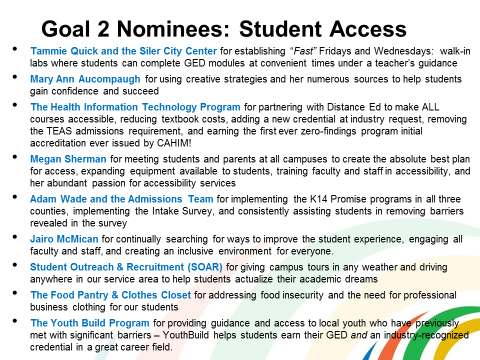 Goal 2 Nominees: Student Access
• Tammie Quick and the Siler City Center for establishing “Fast” Fridays and Wednesdays: walk-in
labs where students can complete GED modules at convenient times under a teacher’s guidance
• Mary Ann Aucompaugh for using creative strategies and her numerous sources to help students
gain confidence and succeed
• The Health Information Technology Program for partnering with Distance Ed to make ALL
courses accessible, reducing textbook costs, adding a new credential at industry request, removing
the TEAS admissions requirement, and earning the first ever zero-findings program initial
accreditation ever issued by CAHIM!
• Megan Sherman for meeting students and parents at all campuses to create the absolute best plan
for access, expanding equipment available to students, training faculty and staff in accessibility, and
her abundant passion for accessibility services
• Adam Wade and the Admissions Team for implementing the K14 Promise programs in all three
counties, implementing the Intake Survey, and consistently assisting students in removing barriers
revealed in the survey
• Jairo McMican for continually searching for ways to improve the student experience, engaging all
faculty and staff, and creating an inclusive environment for everyone.
• Student Outreach & Recruitment (SOAR) for giving campus tours in any weather and driving
anywhere in our service area to help students actualize their academic dreams
• The Food Pantry & Clothes Closet for addressing food insecurity and the need for professional
business clothing for our students
• The Youth Build Program for providing guidance and access to local youth who have previously
met with significant barriers – YouthBuild helps students earn their GED and an industry-recognized
credential in a great career field.